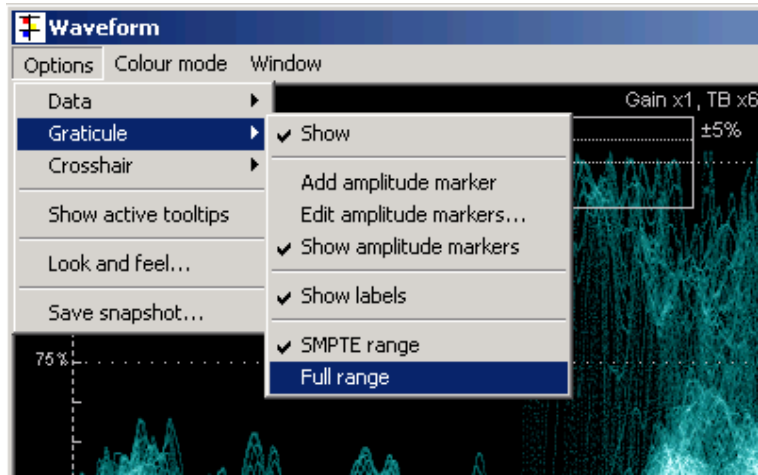 Waveform
Options Colour mode Window
Data
Graticule
Crosshair
Show active tooltips
Look and feel...
Save snapshot...
Show
Add amplitude marker
Edit amplitude markers...
Show amplitude markers
Show labels
SMPTE range
Full range
Gain x1, TB x6
±5%
75%